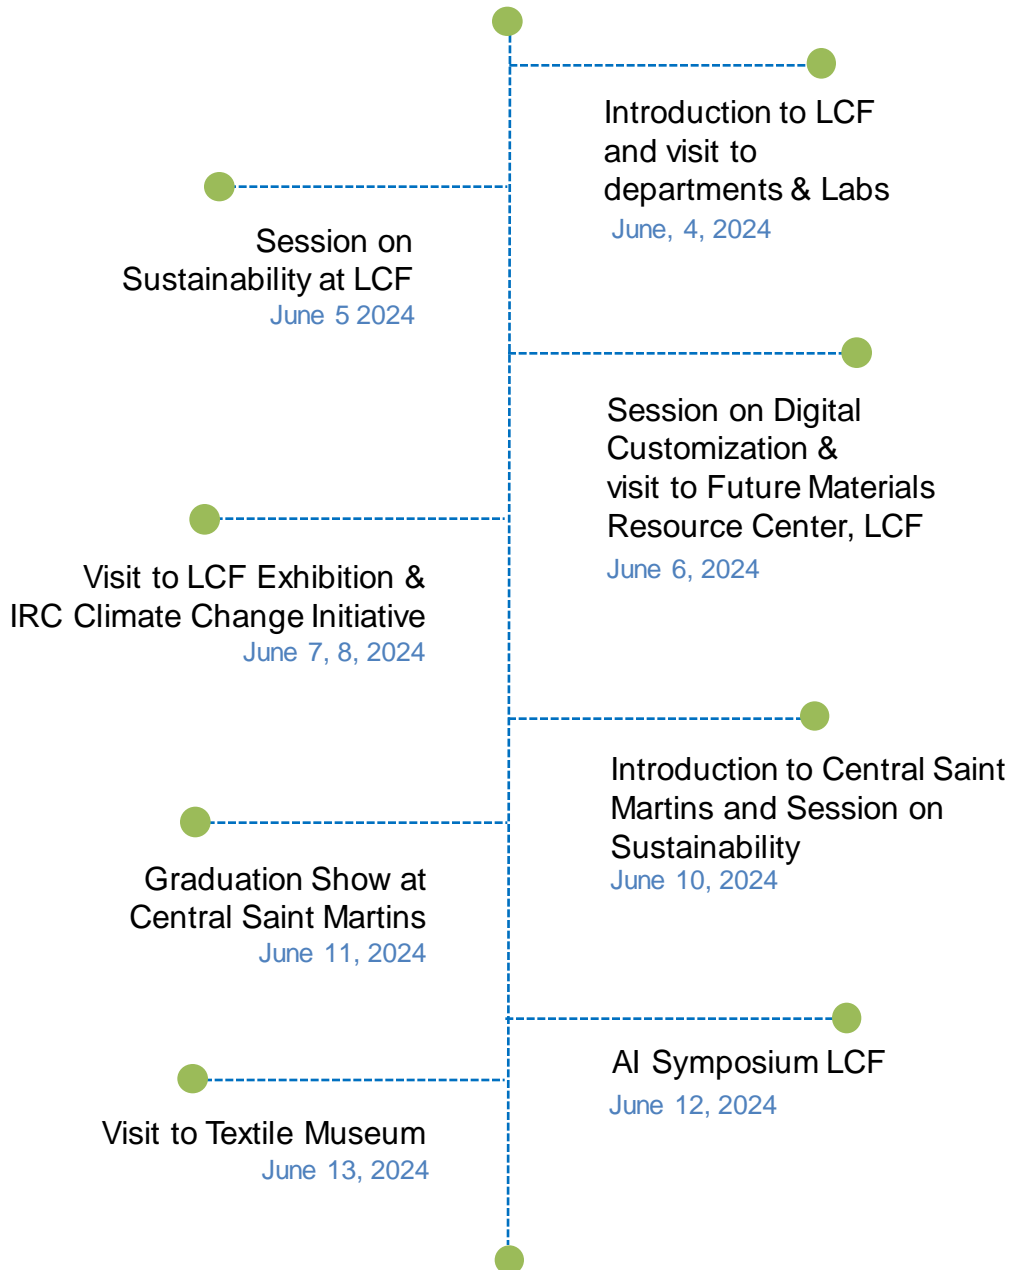 Introduction to LCF
and visit to
departments & Labs
June, 4, 2024
Session on
Sustainability at LCF
June 5 2024
Session on Digital
Customization &
visit to Future Materials
Resource Center, LCF
June 6, 2024
Visit to LCF Exhibition &
IRC Climate Change Initiative
June 7, 8, 2024
Introduction to Central Saint
Martins and Session on
Sustainability
June 10, 2024
Graduation Show at
Central Saint Martins
June 11, 2024
AI Symposium LCF
June 12, 2024
Visit to Textile Museum
June 13, 2024